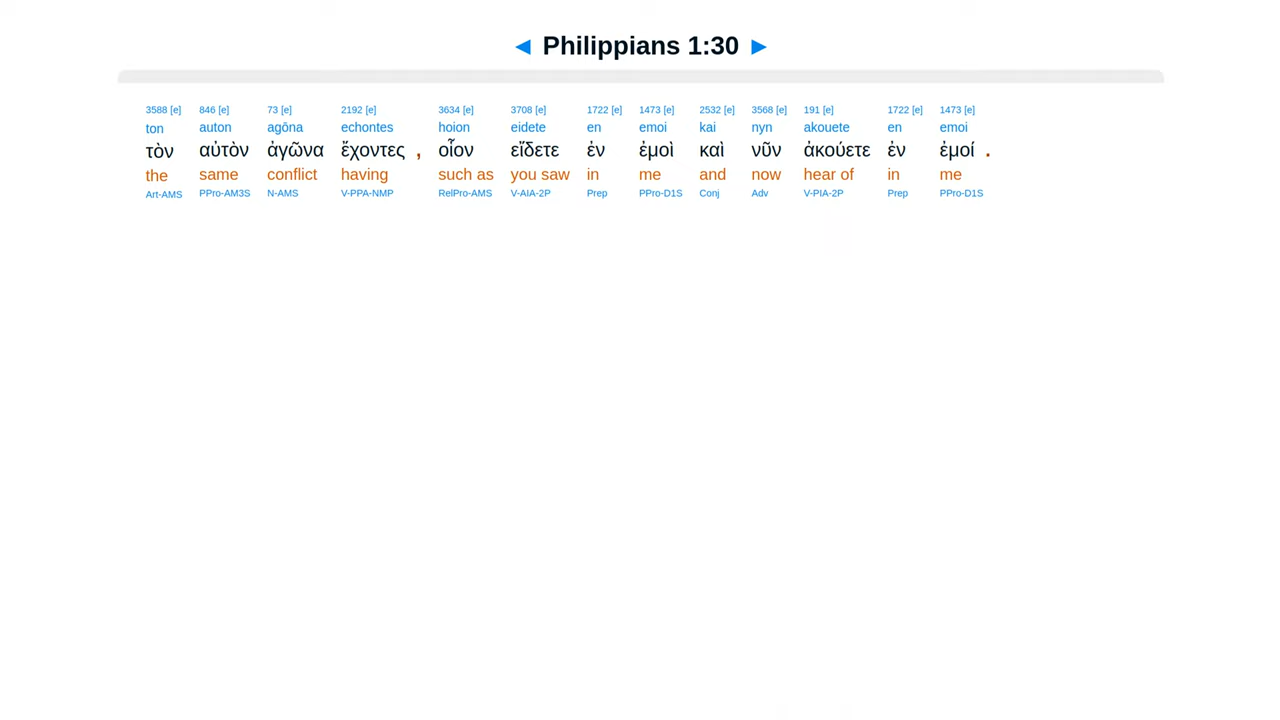 ◄ Philippians 1:30 ►
3588 [e] 846 [e] 73 [e] 2192 [e] 3634 [e] 3708 [e] 1722 [e] 1473 [e] 2532 [e] 3568 [e] 191 [e] 1722 [e] 1473 [e]
ton auton agōna echontes hoion eidete en emoi kai nyn akouete en emoi
τὸν αὐτὸν ἀγῶνα ἔχοντες , οἷον εἴδετε ἐν ἐμοὶ καὶ νῦν ἀκούετε ἐν ἐμοί .
the same conflict having such as you saw in me and now hear of in me
Art-AMS PPro-AM3S N-AMS V-PPA-NMP RelPro-AMS V-AIA-2P Prep PPro-D1S Conj Adv V-PIA-2P Prep PPro-D1S